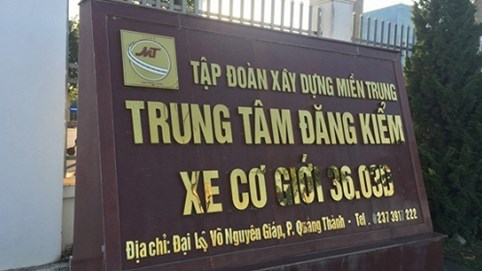 MT
TẬP ĐOÀN XÂY DỰNG MIỀN TRUNG
TRUNG TÂM ĐĂNG KIỂM
XE CƠ GIỚI 36.03D
Địa chỉ: Đại Lộ Võ Nguyên Giáp, P. Quảng Thành - Tel . 0237 3917 222